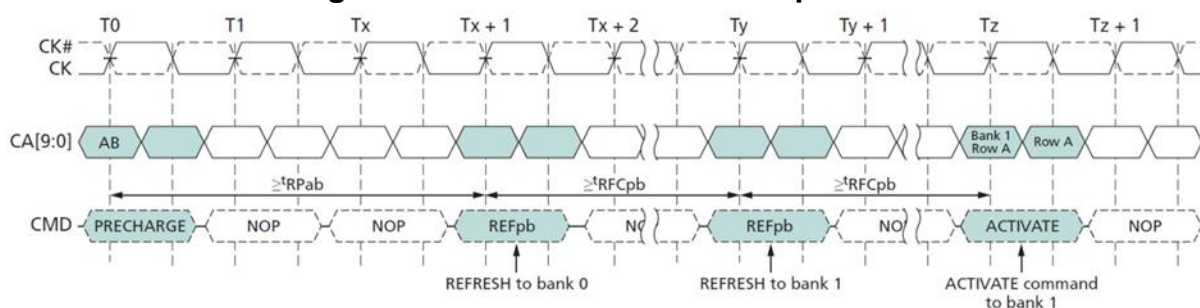 T0 T1 Tx Tx + 1 Tx + 2 Ty Ty + 1 Tz Tz + 1
CK#
CK
CA[9:0] AB Bank 1 Row A Row A
≥tRPab ≥tRFCpb ≥tRFCpb
CMD PRECHARGE NOP NOP REFpb REFpb ACTIVATE NOP
REFRESH to bank 0 REFRESH to bank 1 ACTIVATE command
to bank 1